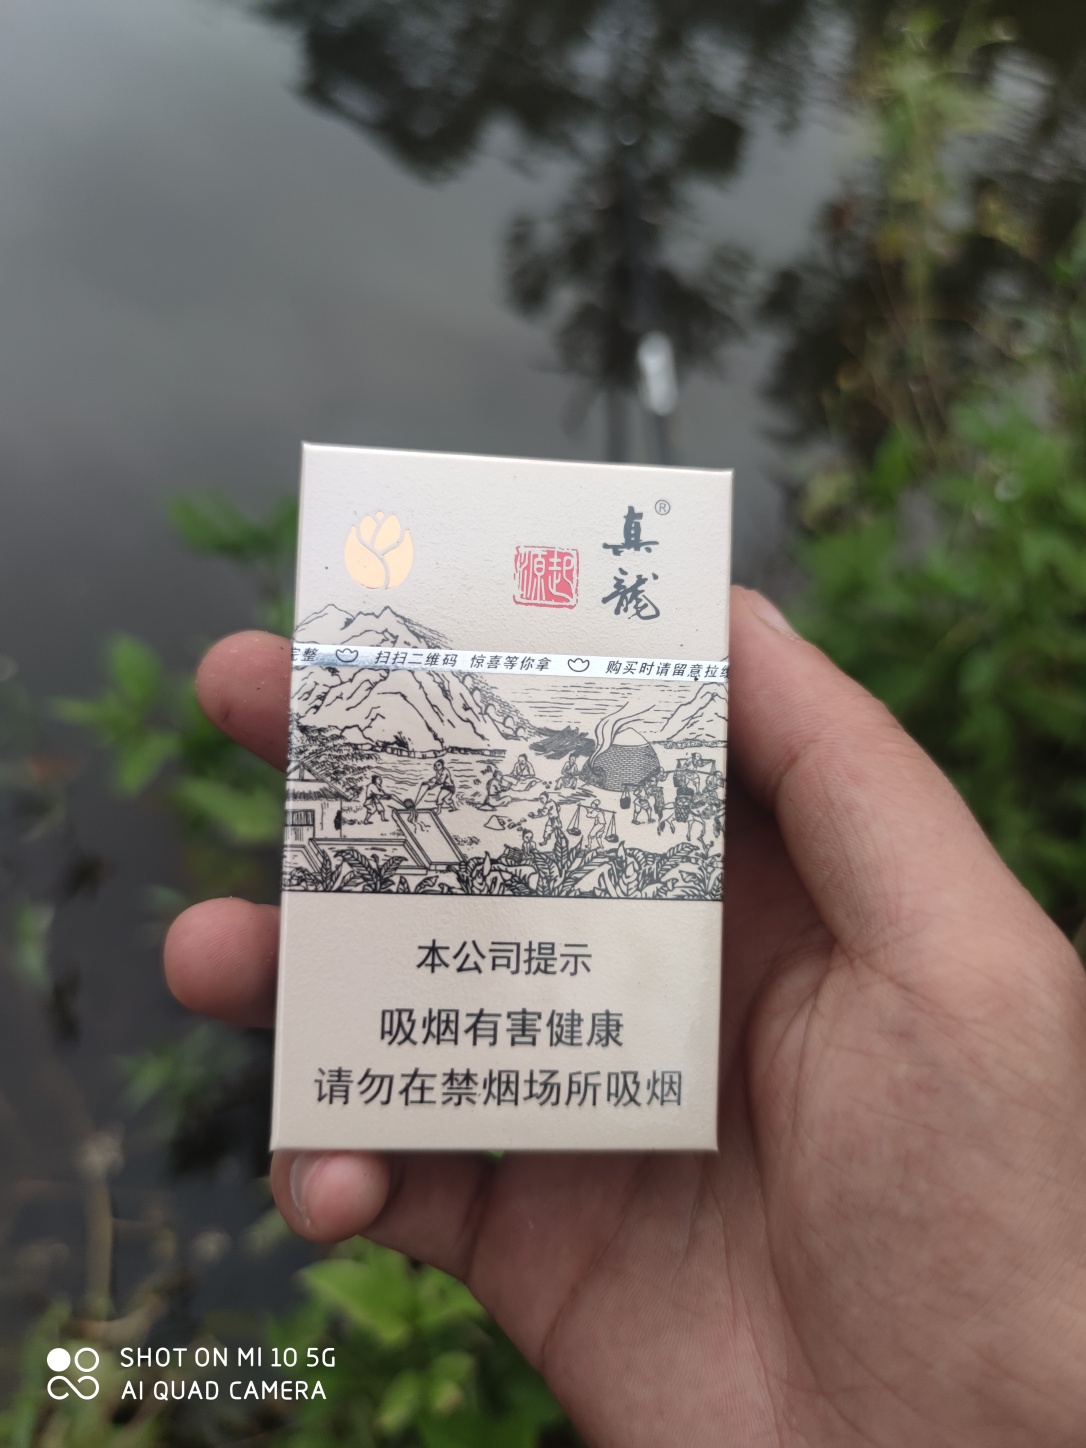 真龍®
起源
完整 扫扫二维码 惊喜等你拿 购买时请留意拉线
本公司提示
吸烟有害健康
请勿在禁烟场所吸烟
SHOT ON MI 10 5G
AI QUAD CAMERA